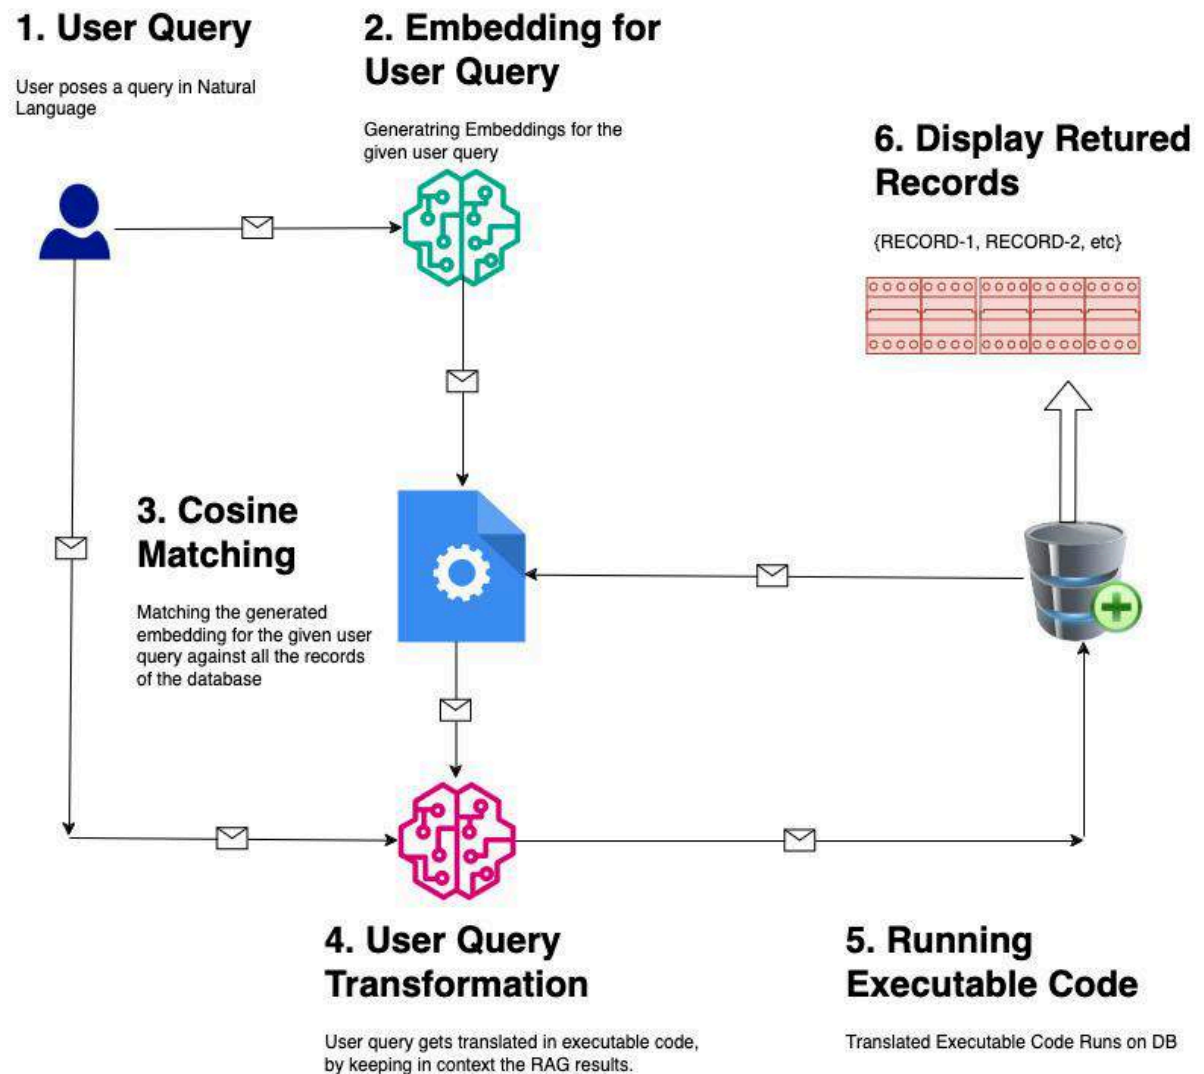 1. User Query
User poses a query in Natural
Language
2. Embedding for
User Query
Generatring Embeddings for the
given user query
6. Display Retured
Records
{RECORD-1, RECORD-2, etc}
3. Cosine
Matching
Matching the generated
embedding for the given user
query against all the records
of the database
4. User Query
Transformation
User query gets translated in executable code,
by keeping in context the RAG results.
5. Running
Executable Code
Translated Executable Code Runs on DB